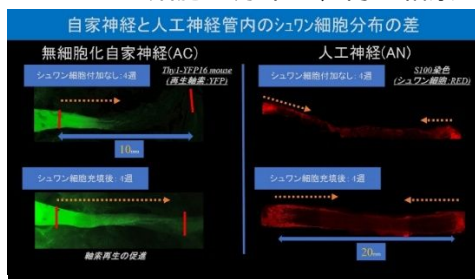 自家神経と人工神経管内のシュワン細胞分布の差
無細胞化自家神経(AC)
人工神経(AN)
シュワン細胞付加なし：4週
Thy1-YFP16 mouse
(再生軸索:YFP)
シュワン細胞付加なし：4週
S100染色
(シュワン細胞:RED)
10mm
シュワン細胞充填後：4週
シュワン細胞充填後：4週
軸索再生の促進
20mm